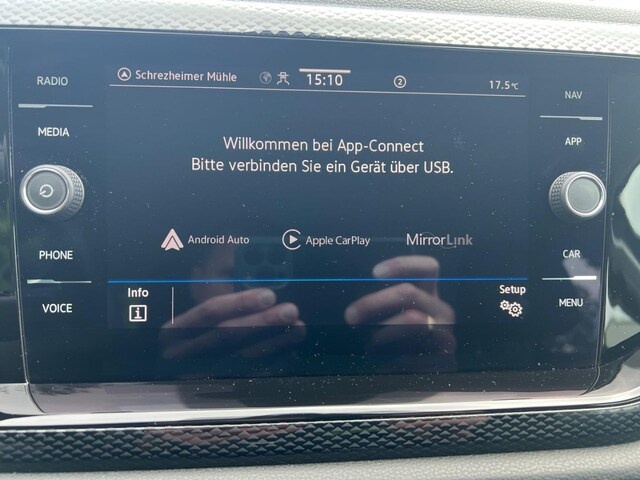 RADIO
MEDIA
PHONE
VOICE
Schrezheimer Mühle 15:10 2 17.5°C
Willkommen bei App-Connect
Bitte verbinden Sie ein Gerät über USB.
Android Auto Apple CarPlay MirrorLink
Info Setup
NAV
APP
CAR
MENU